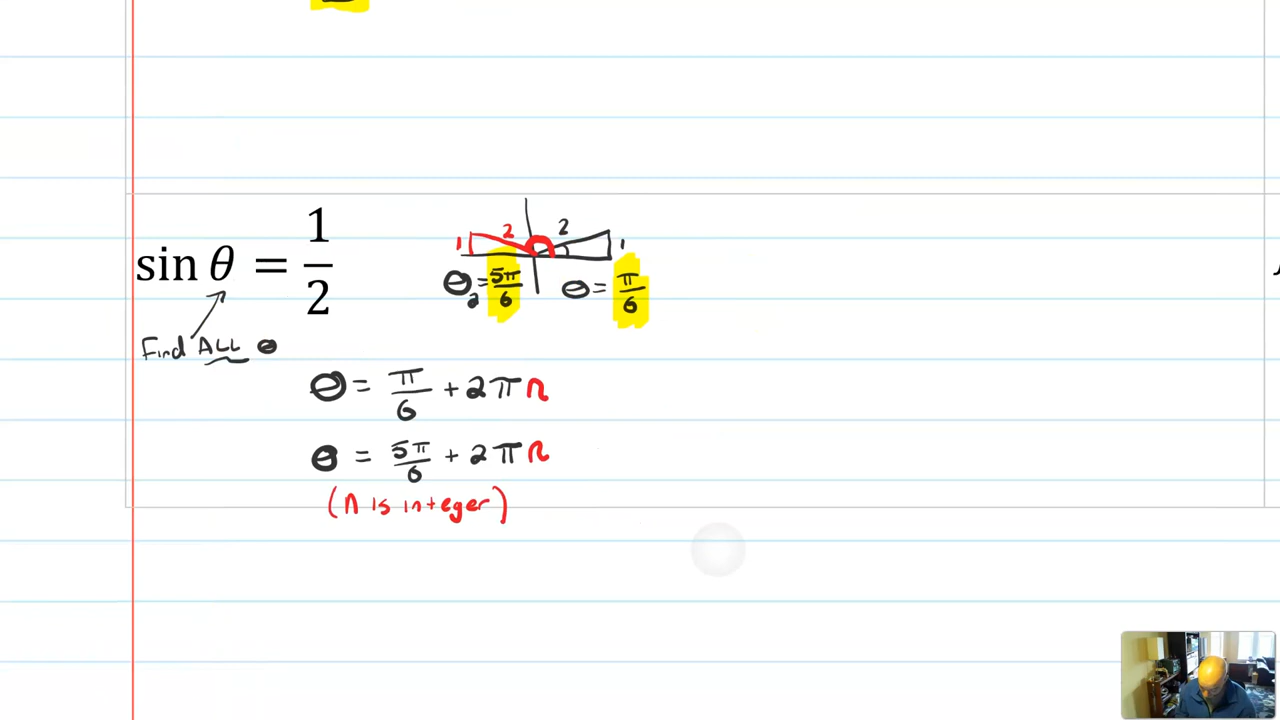 sin θ = 1/2
2 2
1 1
θ₂ = 5π/6 θ = π/6
Find ALL θ
θ = π/6 + 2πn
θ = 5π/6 + 2πn
(n is integer)